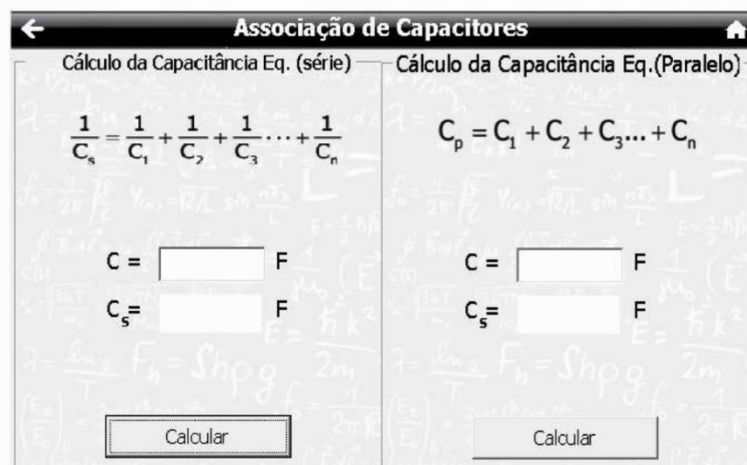 Associação de Capacitores
Cálculo da Capacitância Eq. (série)
1/Cs = 1/C1 + 1/C2 + 1/C3 ... + 1/Cn
C = F
Cs= F
Calcular
Cálculo da Capacitância Eq.(Paralelo)
Cp = C1 + C2 + C3... + Cn
C = F
Cs= F
Calcular